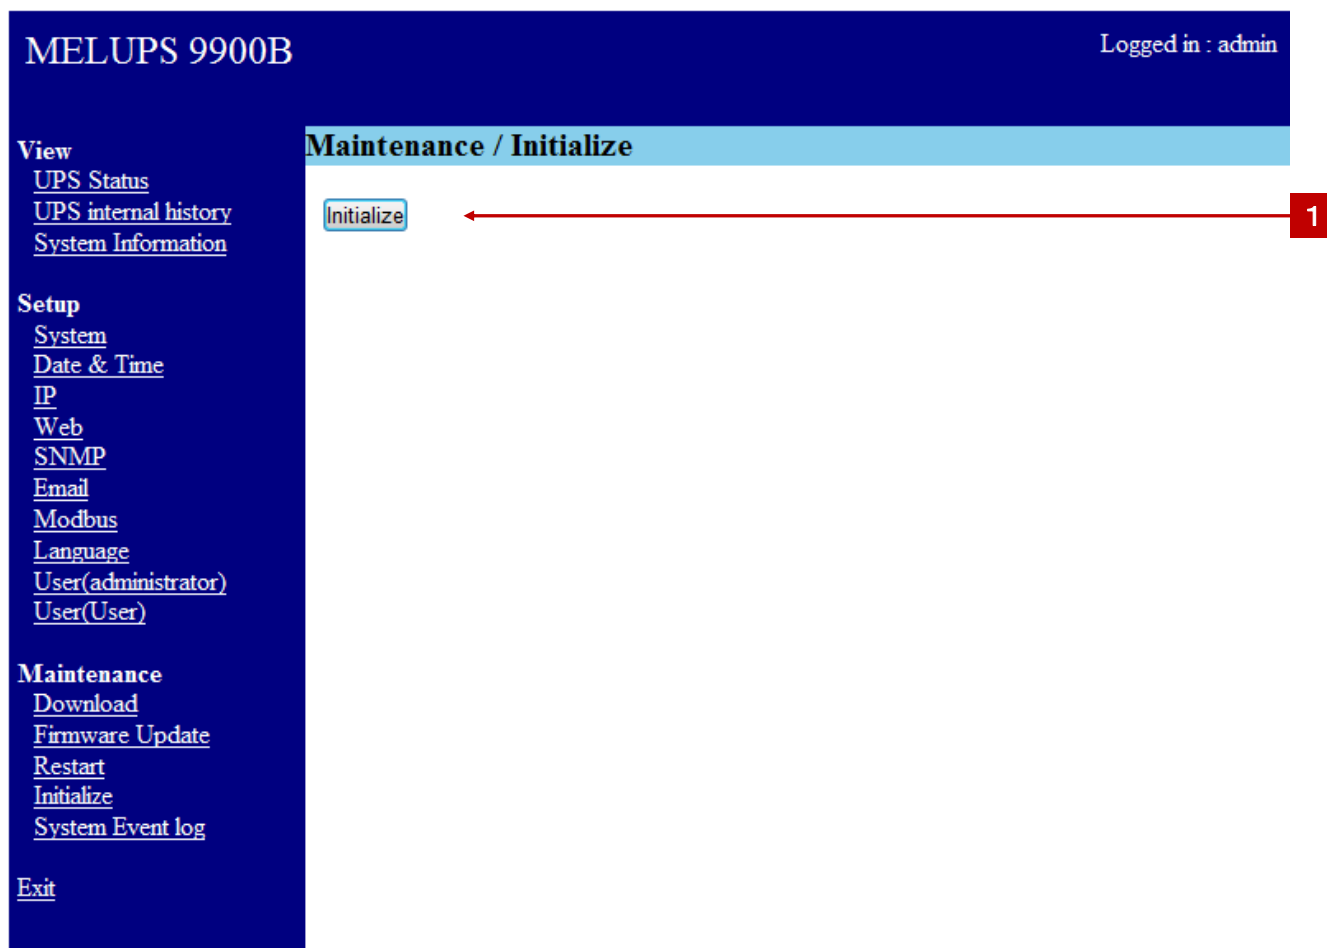 MELUPS 9900B
Logged in : admin
View
UPS Status
UPS internal history
System Information
Setup
System
Date & Time
IP
Web
SNMP
Email
Modbus
Language
User(administrator)
User(User)
Maintenance
Download
Firmware Update
Restart
Initialize
System Event log
Exit
Maintenance / Initialize
Initialize
1